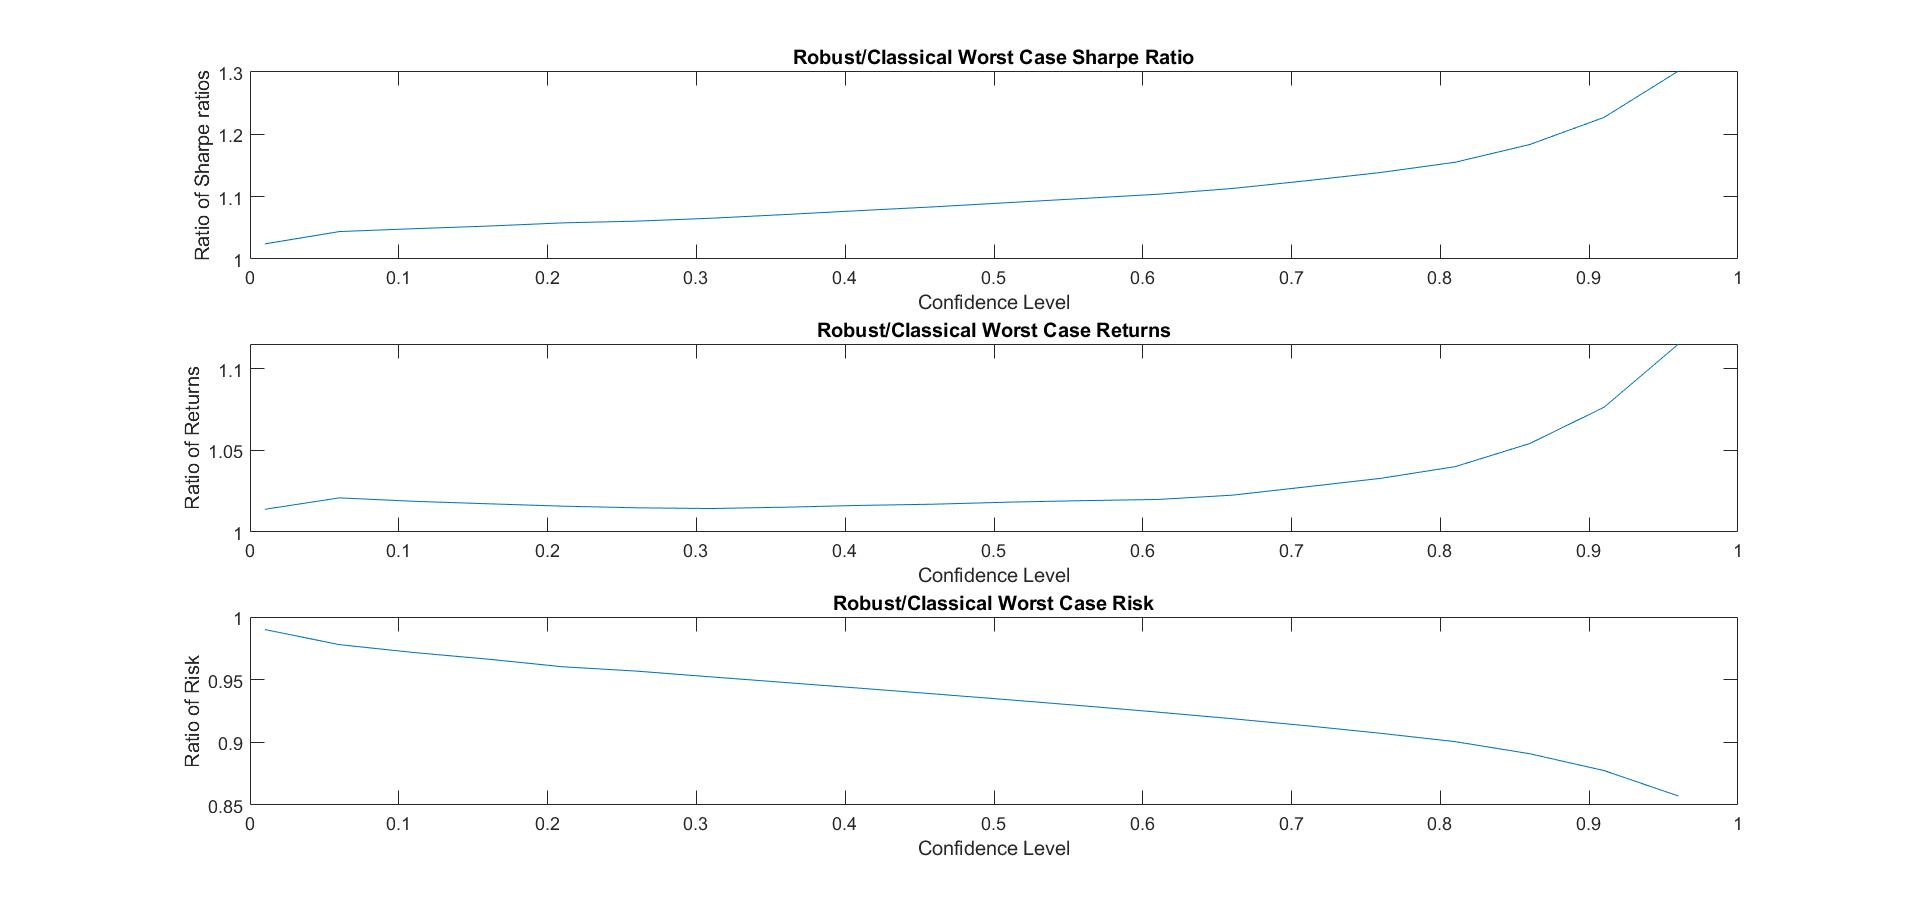 Robust/Classical Worst Case Sharpe Ratio
Ratio of Sharpe ratios
1.3
1.2
1.1
1
0 0.1 0.2 0.3 0.4 0.5 0.6 0.7 0.8 0.9 1
Confidence Level
Robust/Classical Worst Case Returns
Ratio of Returns
1.1
1.05
1
0 0.1 0.2 0.3 0.4 0.5 0.6 0.7 0.8 0.9 1
Confidence Level
Robust/Classical Worst Case Risk
Ratio of Risk
1
0.95
0.9
0.85
0 0.1 0.2 0.3 0.4 0.5 0.6 0.7 0.8 0.9 1
Confidence Level